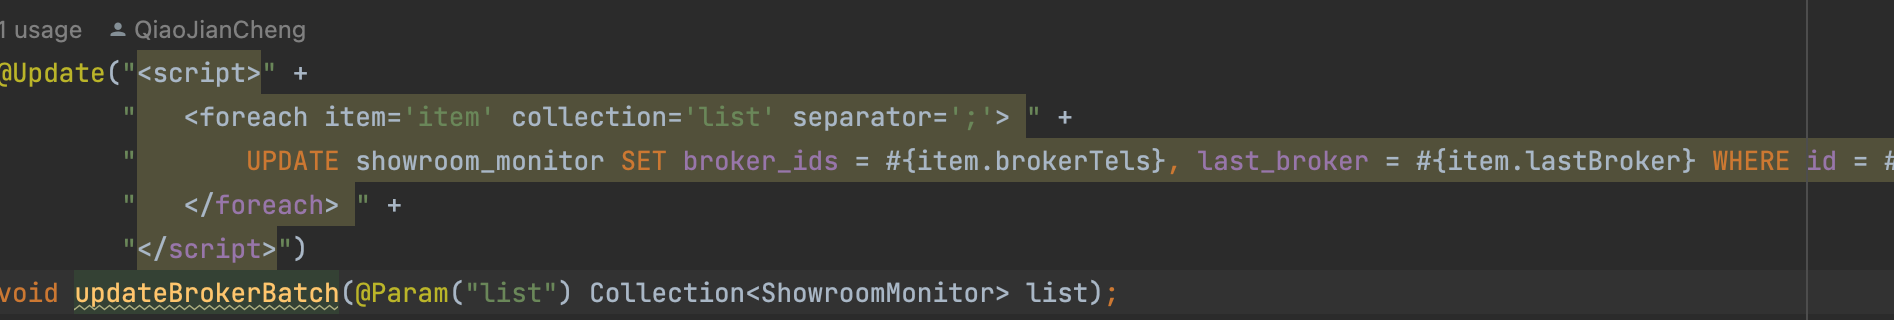 1 usage QiaoJianCheng
@Update("<script>" +
"   <foreach item='item' collection='list' separator=';'> " +
"       UPDATE showroom_monitor SET broker_ids = #{item.brokerTels}, last_broker = #{item.lastBroker} WHERE id = #
"   </foreach> " +
"</script>")
void updateBrokerBatch(@Param("list") Collection<ShowroomMonitor> list);